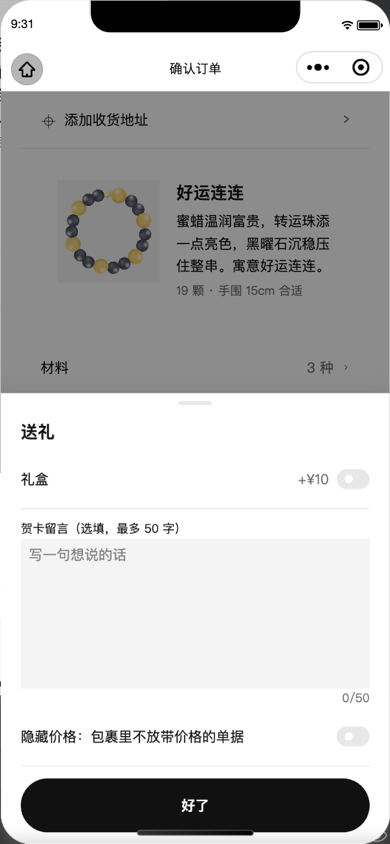 9:31
确认订单
添加收货地址
好运连连
蜜蜡温润富贵，转运珠添
一点亮色，黑曜石沉稳压
住整串。寓意好运连连。
19 颗 · 手围 15cm 合适
材料 3 种
送礼
礼盒 +¥10
贺卡留言（选填，最多 50 字）
写一句想说的话
0/50
隐藏价格：包裹里不放带价格的单据
好了